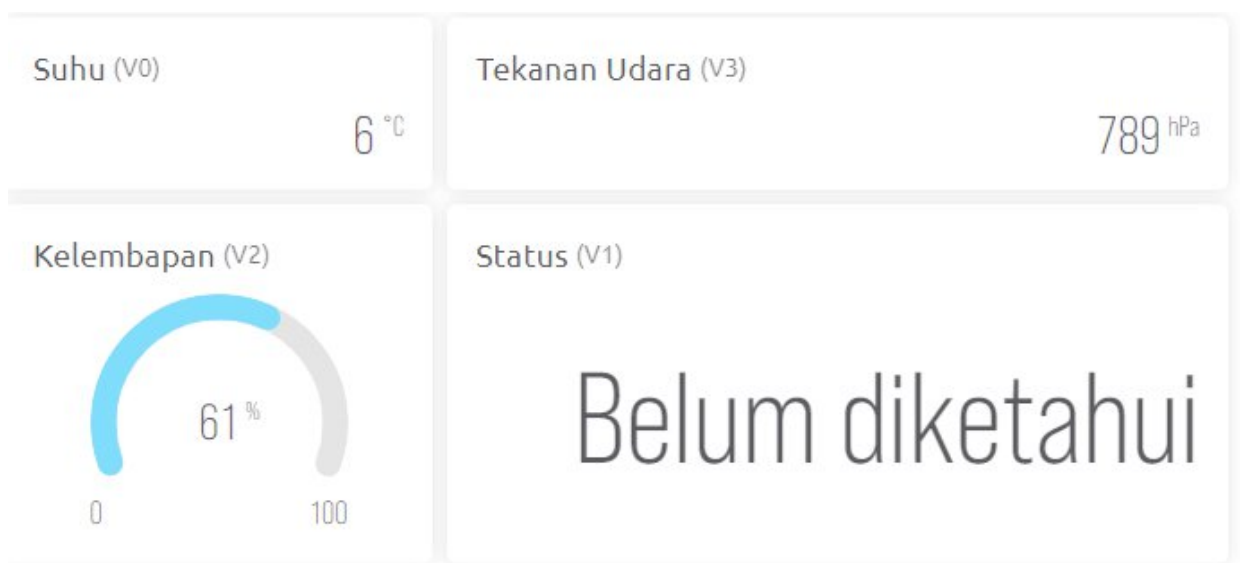 Suhu (V0)
6 °C
Tekanan Udara (V3)
789 hPa
Kelembapan (V2)
61 %
0
100
Status (V1)
Belum diketahui